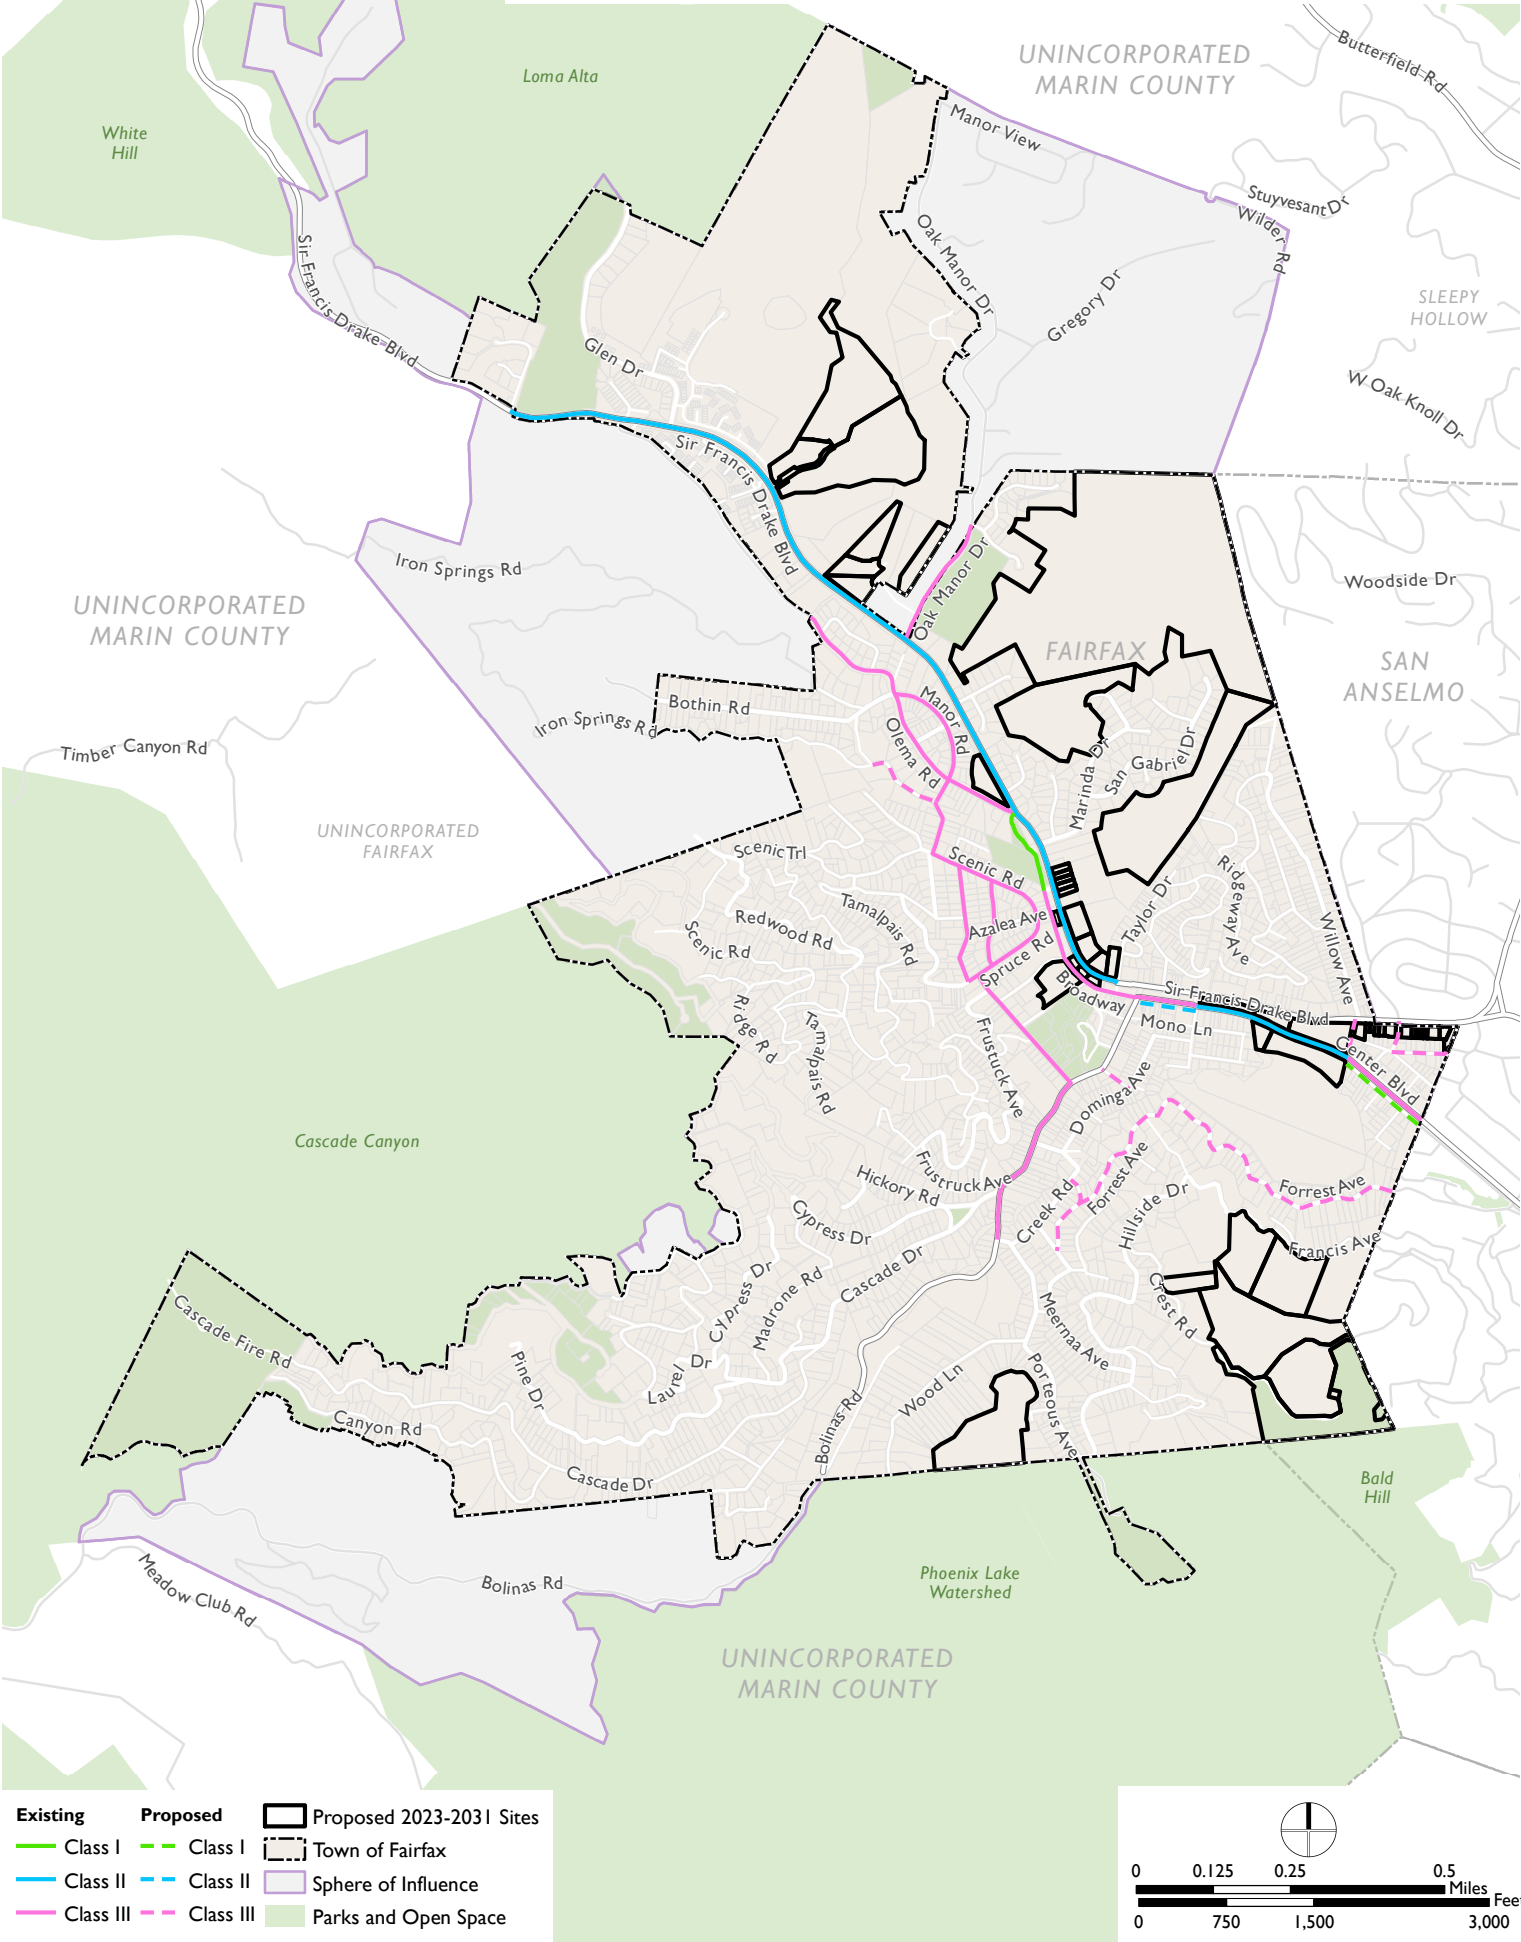 UNINCORPORATED
MARIN COUNTY
Butterfield Rd
Loma Alta
White
Hill
Manor View
Stuyvesant Dr
Wilder Rd
Oak Manor Dr
Sir Francis Drake Blvd
Gregory Dr
SLEEPY
HOLLOW
Glen Dr
W Oak Knoll Dr
Sir Francis Drake Blvd
Iron Springs Rd
Oak Manor Dr
Woodside Dr
UNINCORPORATED
MARIN COUNTY
FAIRFAX
SAN
ANSELMO
Bothin Rd
Manor Rd
Iron Springs Rd
Olema Rd
Timber Canyon Rd
Marinda Dr
San Gabriel Dr
UNINCORPORATED
FAIRFAX
Scenic Trl
Scenic Rd
Ridgeway Ave
Taylor Dr
Tamalpais Rd
Redwood Rd
Azalea Ave
Scenic Rd
Spruce Rd
Willow Ave
Broadway
Sir Francis Drake Blvd
Mono Ln
Ridge Rd
Tamalpais Rd
Frustuck Ave
Center Blvd
Dominga Ave
Cascade Canyon
Frustruck Ave
Hickory Rd
Forrest Ave
Forrest Ave
Creek Rd
Hillside Dr
Cypress Dr
Francis Ave
Cascade Dr
Cypress Dr
Madrone Rd
Crest Rd
Meernaa Ave
Cascade Fire Rd
Pine Dr
Laurel Dr
Wood Ln
Porteous Ave
Bolinas Rd
Canyon Rd
Cascade Dr
Bald
Hill
Meadow Club Rd
Bolinas Rd
Phoenix Lake
Watershed
UNINCORPORATED
MARIN COUNTY
Existing Proposed
Class I Class I
Class II Class II
Class III Class III
Proposed 2023-2031 Sites
Town of Fairfax
Sphere of Influence
Parks and Open Space
0 0.125 0.25 0.5
Miles
Feet
0 750 1,500 3,000